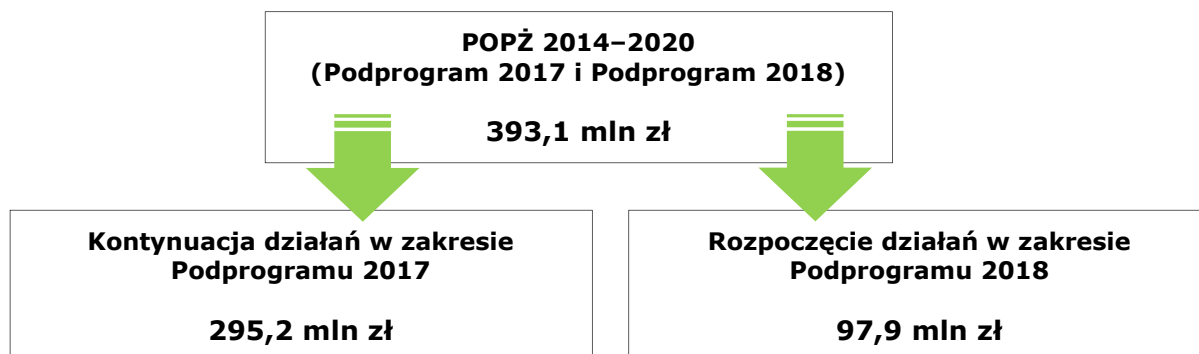 POPŻ 2014–2020
(Podprogram 2017 i Podprogram 2018)
393,1 mln zł
Kontynuacja działań w zakresie
Podprogramu 2017
295,2 mln zł
Rozpoczęcie działań w zakresie
Podprogramu 2018
97,9 mln zł